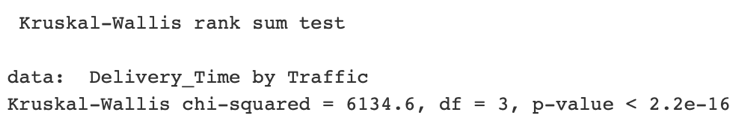 Kruskal-Wallis rank sum test
data:  Delivery_Time by Traffic
Kruskal-Wallis chi-squared = 6134.6, df = 3, p-value < 2.2e-16